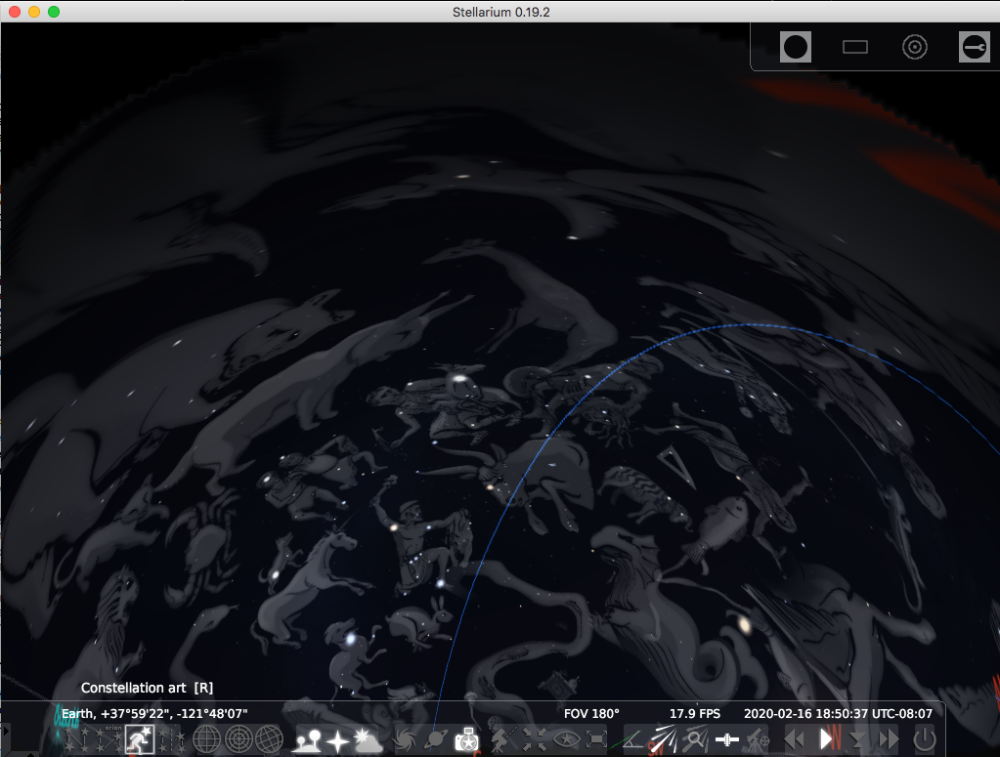 Stellarium 0.19.2
Constellation art [R]
Earth, +37°59'22", -121°48'07" FOV 180° 17.9 FPS 2020-02-16 18:50:37 UTC-08:07